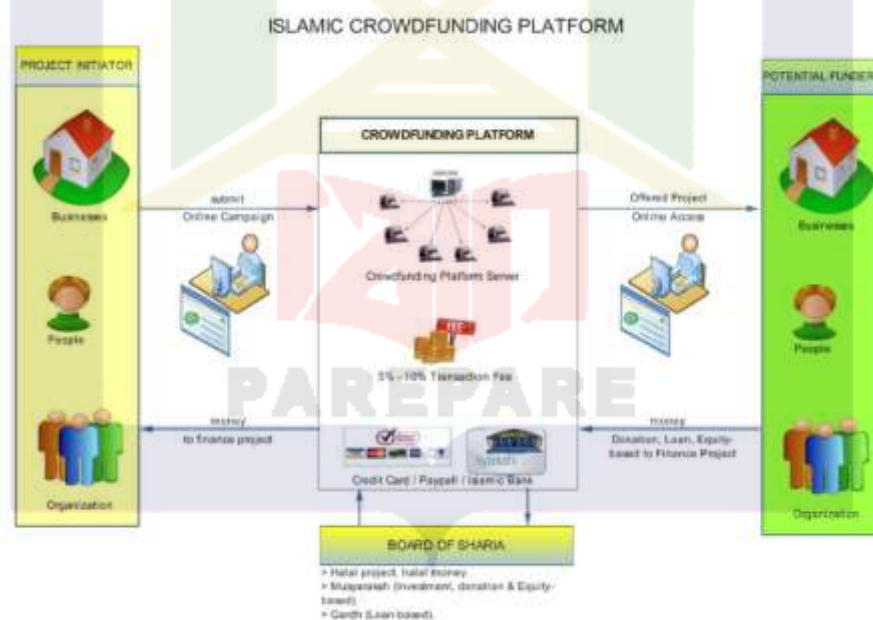 ISLAMIC CROWDFUNDING PLATFORM
PROJECT INITIATOR
Businesses
People
Organization
submit
Online Campaign
money
to finance project
CROWDFUNDING PLATFORM
Crowdfunding Platform Server
FEE
5% - 10% Transaction Fee
Credit Card / Paypall / Islamic Bank
Offered Project
Online Access
money
Donation, Loan, Equity-
based to Finance Project
POTENTIAL FUNDER
Businesses
People
Organization
BOARD OF SHARIA
> Halal project, halal money.
> Musyarakah (Investment, donation & Equity-
based).
> Qardh (Loan based).
PAREPARE